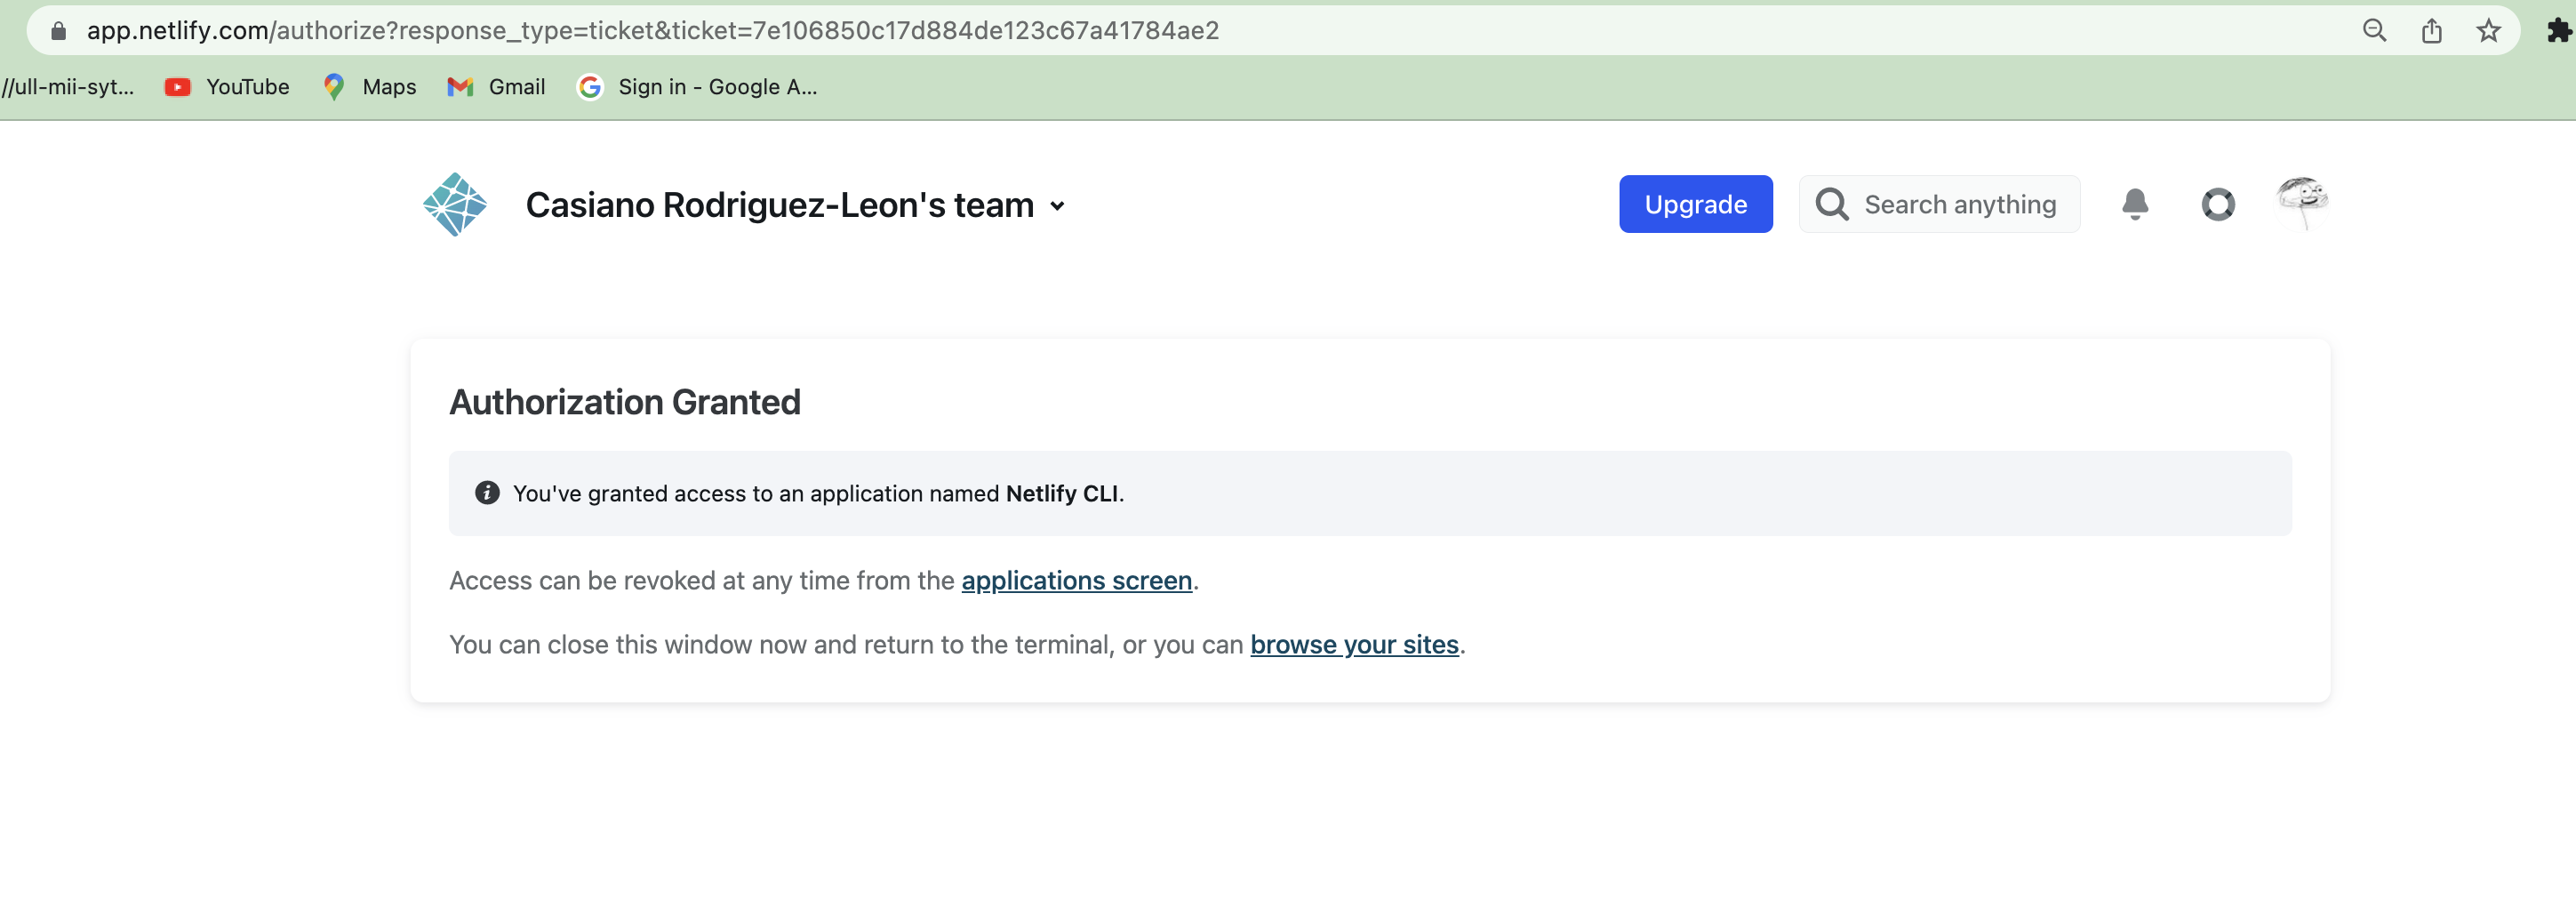 app.netlify.com/authorize?response_type=ticket&ticket=7e106850c17d884de123c67a41784ae2
//ull-mii-syt... YouTube Maps Gmail Sign in - Google A...
Casiano Rodriguez-Leon's team Upgrade Search anything
Authorization Granted
You've granted access to an application named Netlify CLI.
Access can be revoked at any time from the applications screen.
You can close this window now and return to the terminal, or you can browse your sites.